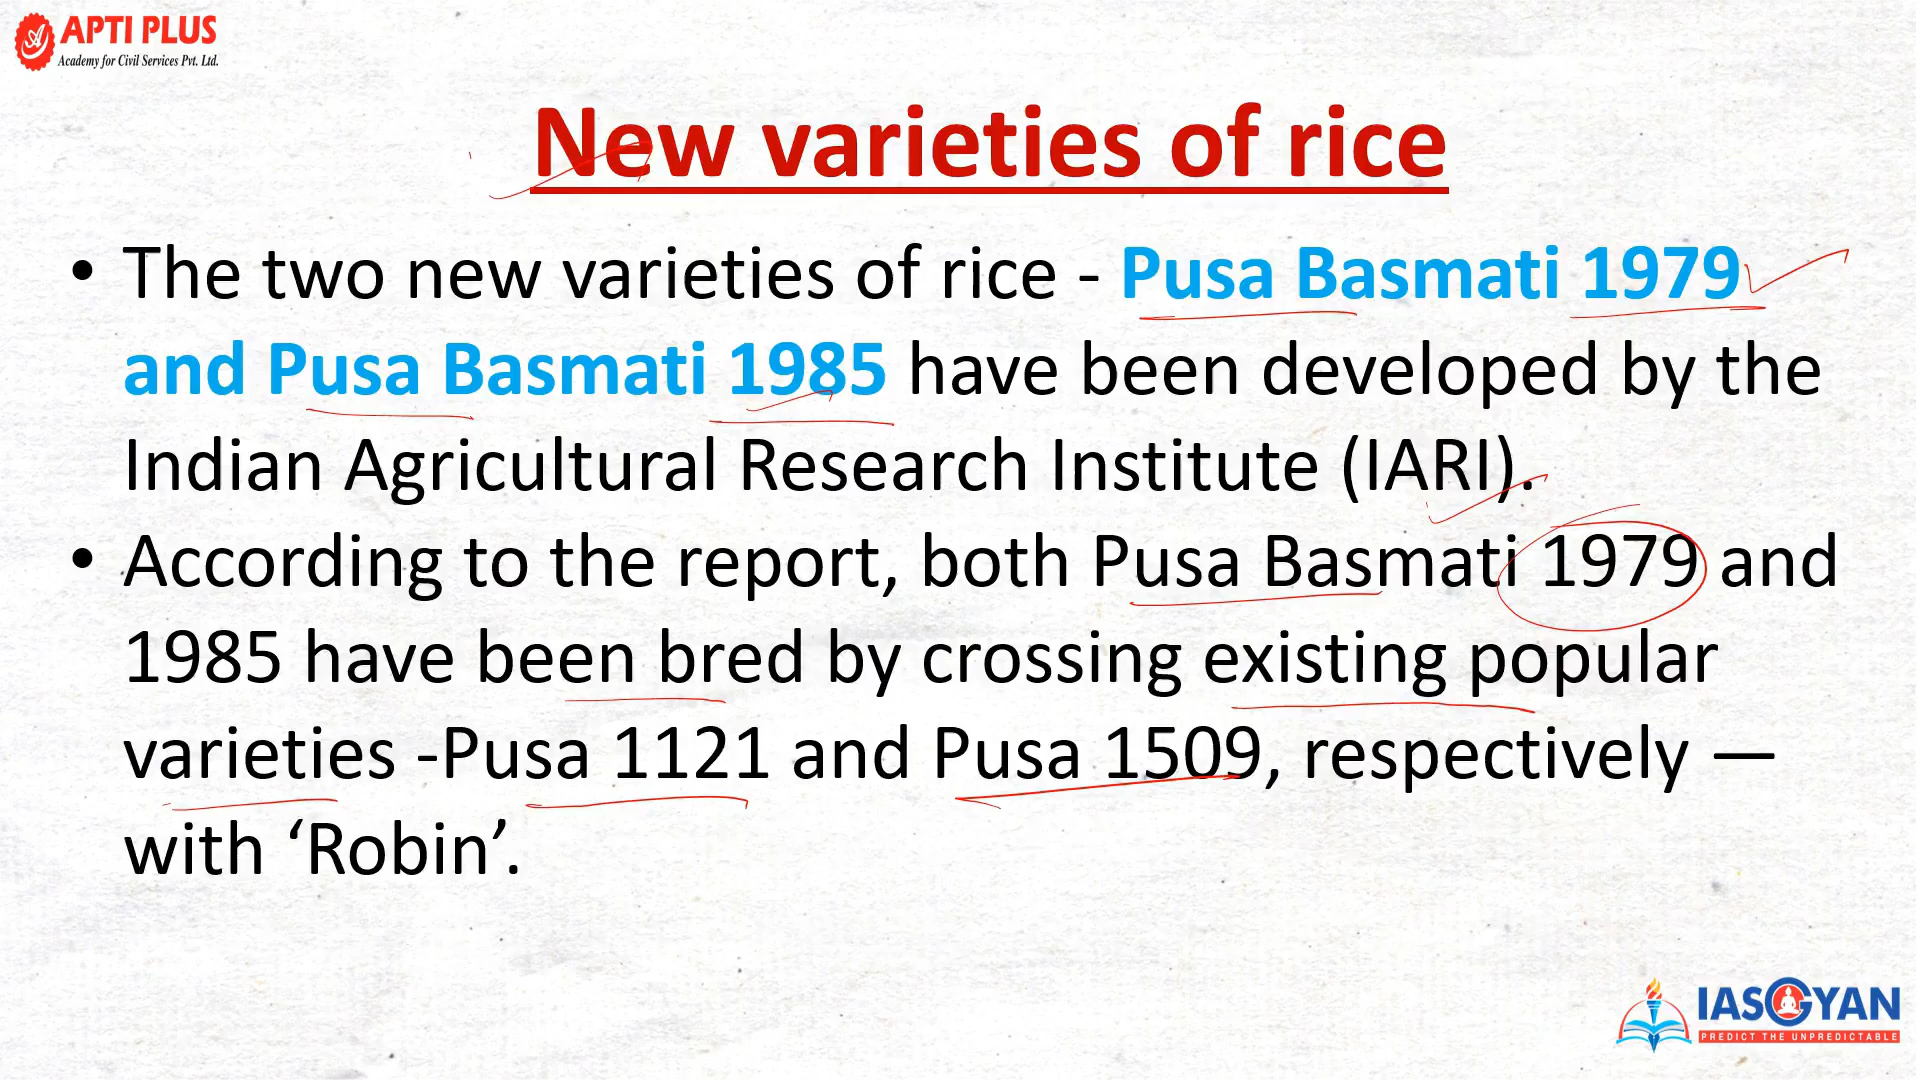 APTI PLUS
Academy for Civil Services Pvt. Ltd.
New varieties of rice
• The two new varieties of rice - Pusa Basmati 1979
and Pusa Basmati 1985 have been developed by the
Indian Agricultural Research Institute (IARI).
• According to the report, both Pusa Basmati 1979 and
1985 have been bred by crossing existing popular
varieties -Pusa 1121 and Pusa 1509, respectively —
with ‘Robin’.
IASGYAN
PREDICT THE UNPREDICTABLE